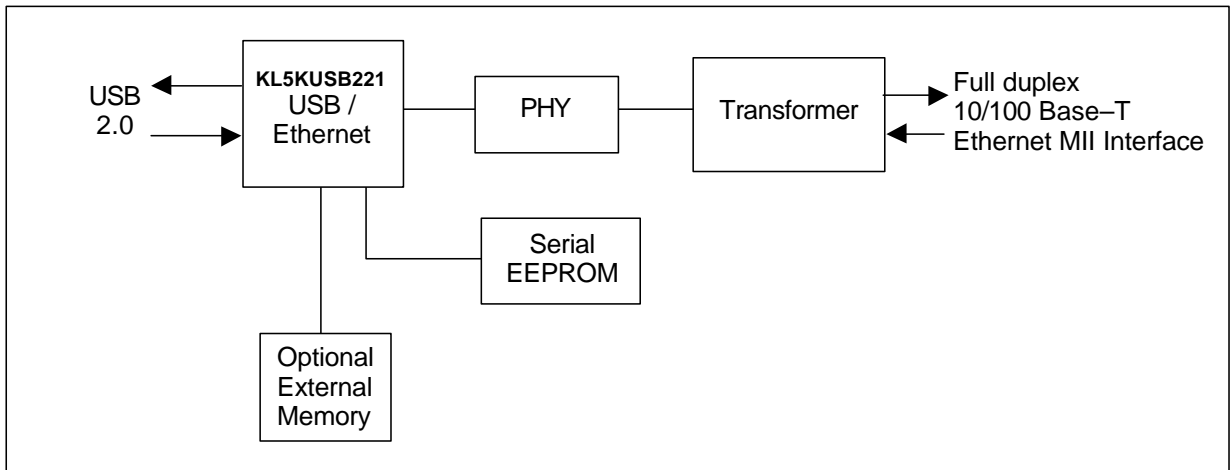 USB
2.0
KL5KUSB221
USB /
Ethernet
PHY
Transformer
Full duplex
10/100 Base–T
Ethernet MII Interface
Serial
EEPROM
Optional
External
Memory